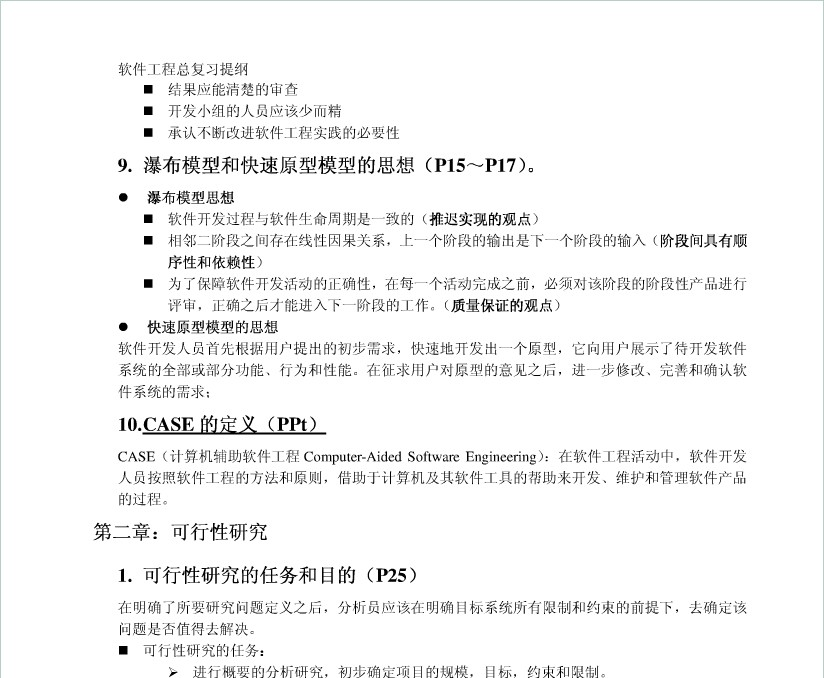 软件工程总复习提纲
■ 结果应能清楚的审查
■ 开发小组的人员应该少而精
■ 承认不断改进软件工程实践的必要性
9. 瀑布模型和快速原型模型的思想（P15～P17）。
● 瀑布模型思想
■ 软件开发过程与软件生命周期是一致的（推迟实现的观点）
■ 相邻二阶段之间存在线性因果关系，上一个阶段的输出是下一个阶段的输入（阶段间具有顺
序性和依赖性）
■ 为了保障软件开发活动的正确性，在每一个活动完成之前，必须对该阶段的阶段性产品进行
评审，正确之后才能进入下一阶段的工作。（质量保证的观点）
● 快速原型模型的思想
软件开发人员首先根据用户提出的初步需求，快速地开发出一个原型，它向用户展示了待开发软件
系统的全部或部分功能、行为和性能。在征求用户对原型的意见之后，进一步修改、完善和确认软
件系统的需求；
10.CASE 的定义（PPt）
CASE（计算机辅助软件工程 Computer-Aided Software Engineering）：在软件工程活动中，软件开发
人员按照软件工程的方法和原则，借助于计算机及其软件工具的帮助来开发、维护和管理软件产品
的过程。
第二章：可行性研究
1. 可行性研究的任务和目的（P25）
在明确了所要研究问题定义之后，分析员应该在明确目标系统所有限制和约束的前提下，去确定该
问题是否值得去解决。
■ 可行性研究的任务：
➢ 进行概要的分析研究，初步确定项目的规模，目标，约束和限制。